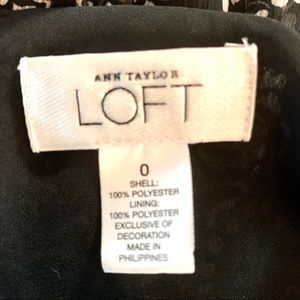 ANN TAYLOR
LOFT
0
SHELL:
100% POLYESTER
LINING:
100% POLYESTER
EXCLUSIVE OF
DECORATION
MADE IN
PHILIPPINES